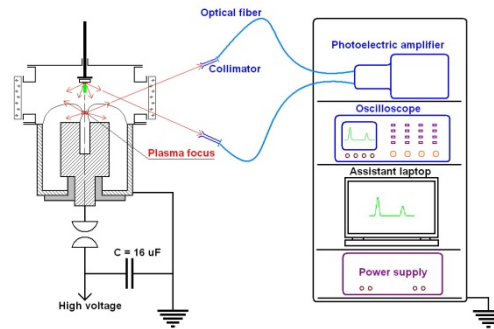 Optical fiber
Collimator
Photoelectric amplifier
Oscilloscope
Assistant laptop
Plasma focus
C = 16 uF
Power supply
High voltage